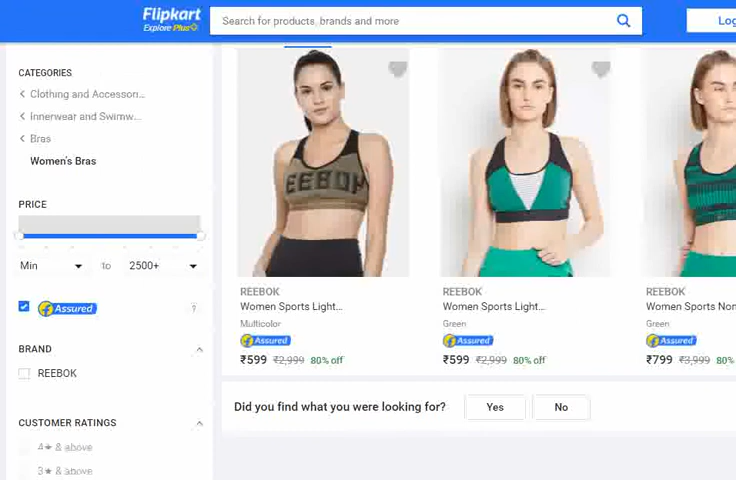 Flipkart
Explore Plus
Search for products, brands and more
CATEGORIES
Clothing and Accesson...
Innerwear and Swimw...
Bras
Women's Bras
PRICE
Min
to
2500+
Assured
?
BRAND
REEBOK
CUSTOMER RATINGS
4★ & above
3★ & above
REEBOK
Women Sports Light...
Multicolor
Assured
₹599 ₹2,999 80% off
REEBOK
Women Sports Light...
Green
Assured
₹599 ₹2,999 80% off
REEBOK
Women Sports Non
Green
Assured
₹799 ₹3,999 80%
Did you find what you were looking for?
Yes
No